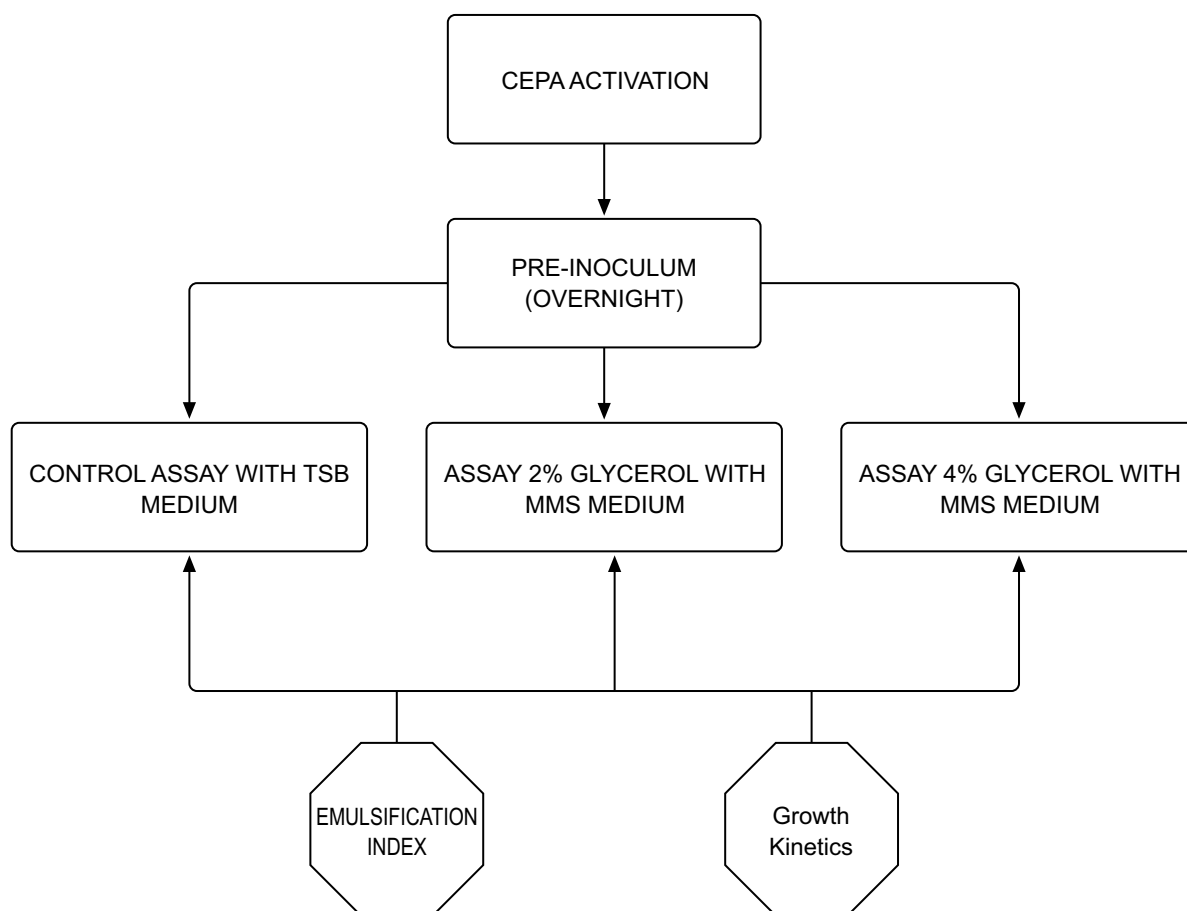 CEPA ACTIVATION
PRE-INOCULUM
(OVERNIGHT)
CONTROL ASSAY WITH TSB
MEDIUM
ASSAY 2% GLYCEROL WITH
MMS MEDIUM
ASSAY 4% GLYCEROL WITH
MMS MEDIUM
EMULSIFICATION
INDEX
Growth
Kinetics